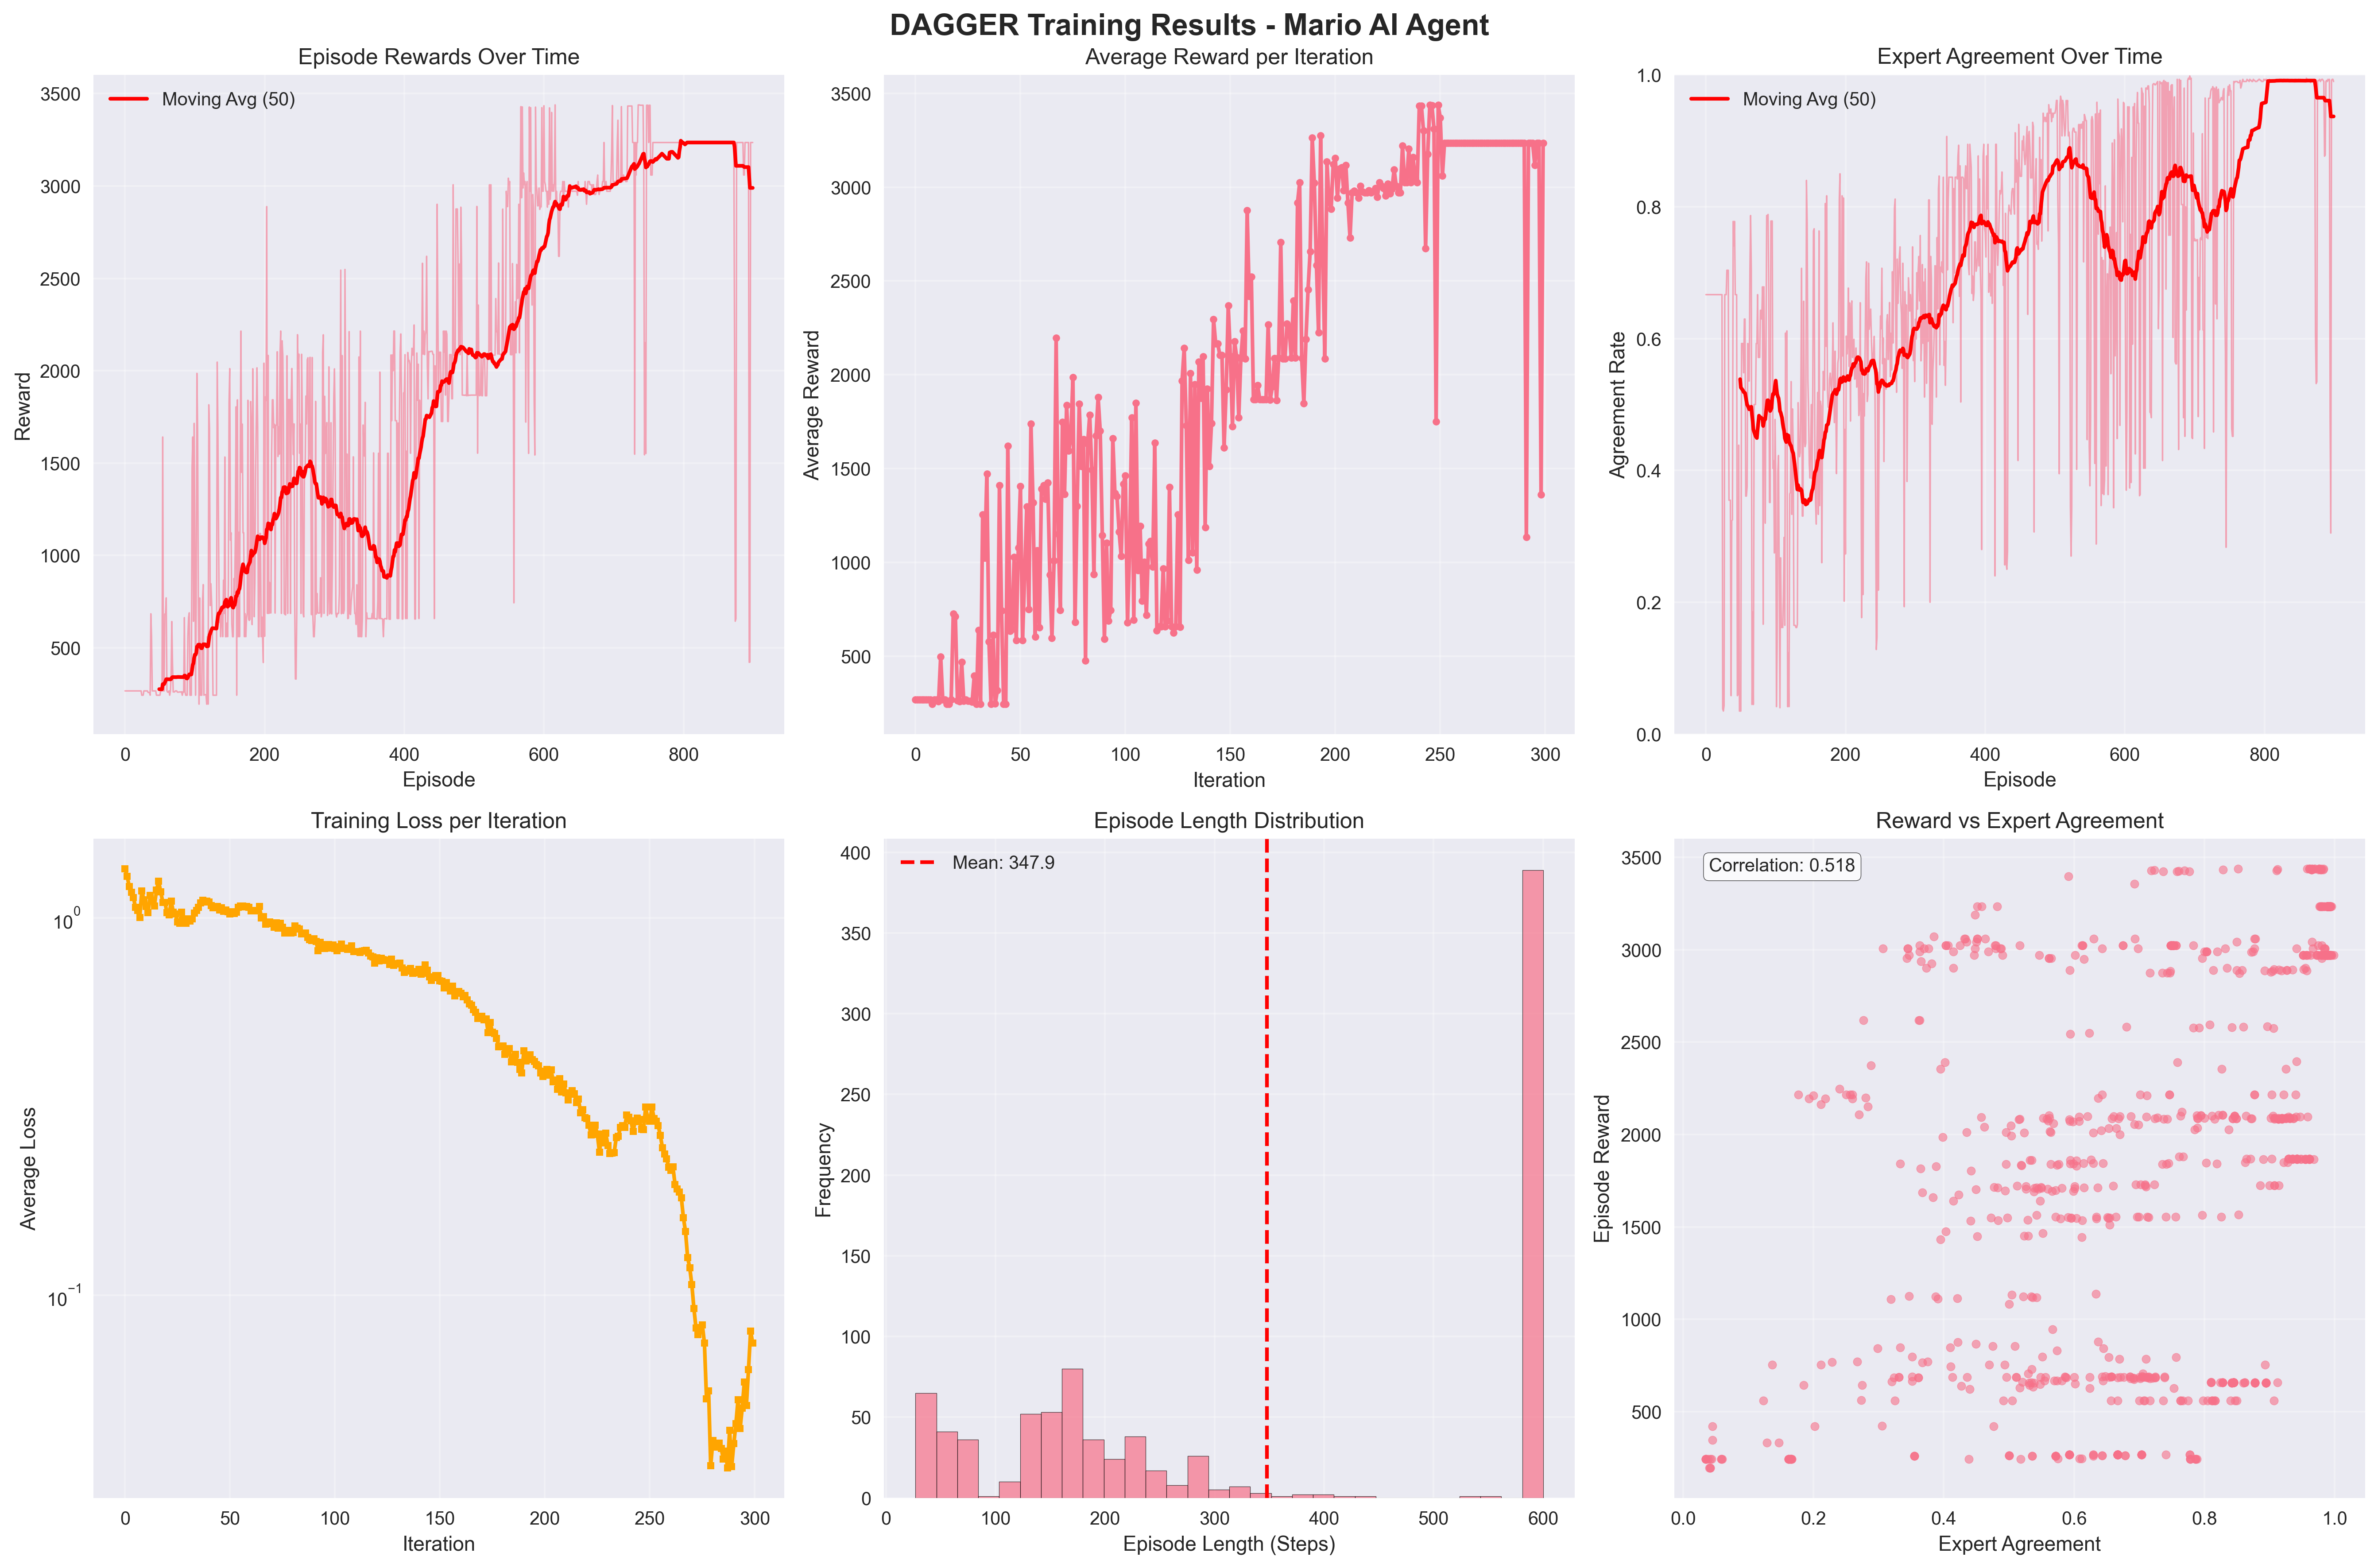 DAGGER Training Results - Mario AI Agent
Episode Rewards Over Time
Moving Avg (50)
3500
3000
2500
2000
1500
1000
500
Reward
0 200 400 600 800
Episode
Average Reward per Iteration
3500
3000
2500
2000
1500
1000
500
Average Reward
0 50 100 150 200 250 300
Iteration
Expert Agreement Over Time
Moving Avg (50)
1.0
0.8
0.6
0.4
0.2
0.0
Agreement Rate
0 200 400 600 800
Episode
Training Loss per Iteration
10⁰
10⁻¹
Average Loss
0 50 100 150 200 250 300
Iteration
Episode Length Distribution
Mean: 347.9
400
350
300
250
200
150
100
50
0
Frequency
0 100 200 300 400 500 600
Episode Length (Steps)
Reward vs Expert Agreement
Correlation: 0.518
3500
3000
2500
2000
1500
1000
500
Episode Reward
0.0 0.2 0.4 0.6 0.8 1.0
Expert Agreement